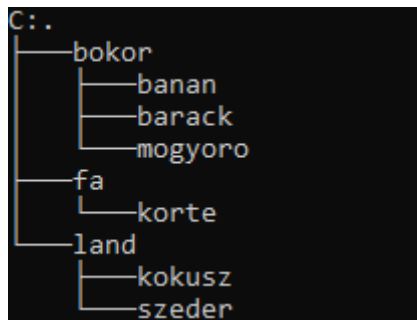 C:.
├───bokor
│   ├───banan
│   ├───barack
│   └───mogyoro
├───fa
│   └───korte
└───land
    ├───kokusz
    └───szeder